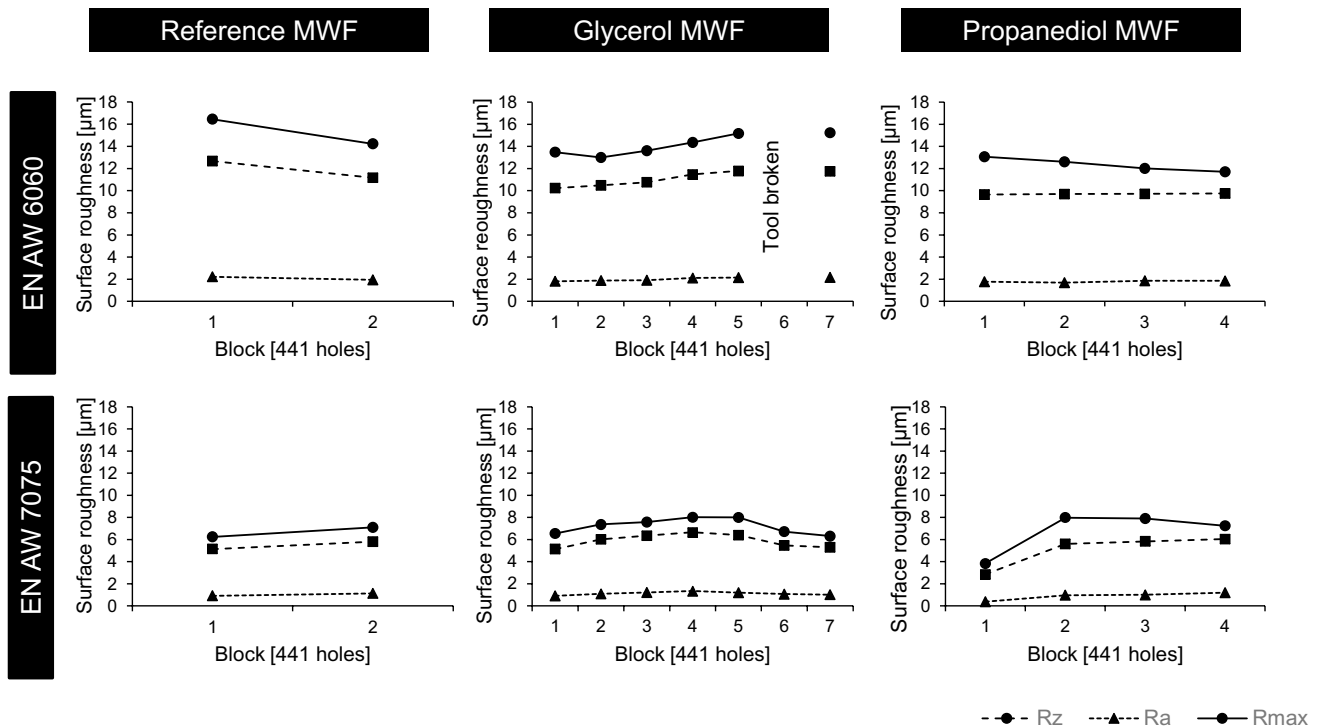 Reference MWF
Glycerol MWF
Propanediol MWF
EN AW 6060
Surface roughness [µm]
18
16
14
12
10
8
6
4
2
0
1 2
Block [441 holes]
Surface reoughness [µm]
18
16
14
12
10
8
6
4
2
0
Tool broken
1 2 3 4 5 6 7
Block [441 holes]
Surface roughness [µm]
18
16
14
12
10
8
6
4
2
0
1 2 3 4
Block [441 holes]
EN AW 7075
Surface roughness [µm]
18
16
14
12
10
8
6
4
2
0
1 2
Block [441 holes]
Surface roughness [µm]
18
16
14
12
10
8
6
4
2
0
1 2 3 4 5 6 7
Block [441 holes]
Surface roughness [µm]
18
16
14
12
10
8
6
4
2
0
1 2 3 4
Block [441 holes]
Rz Ra Rmax